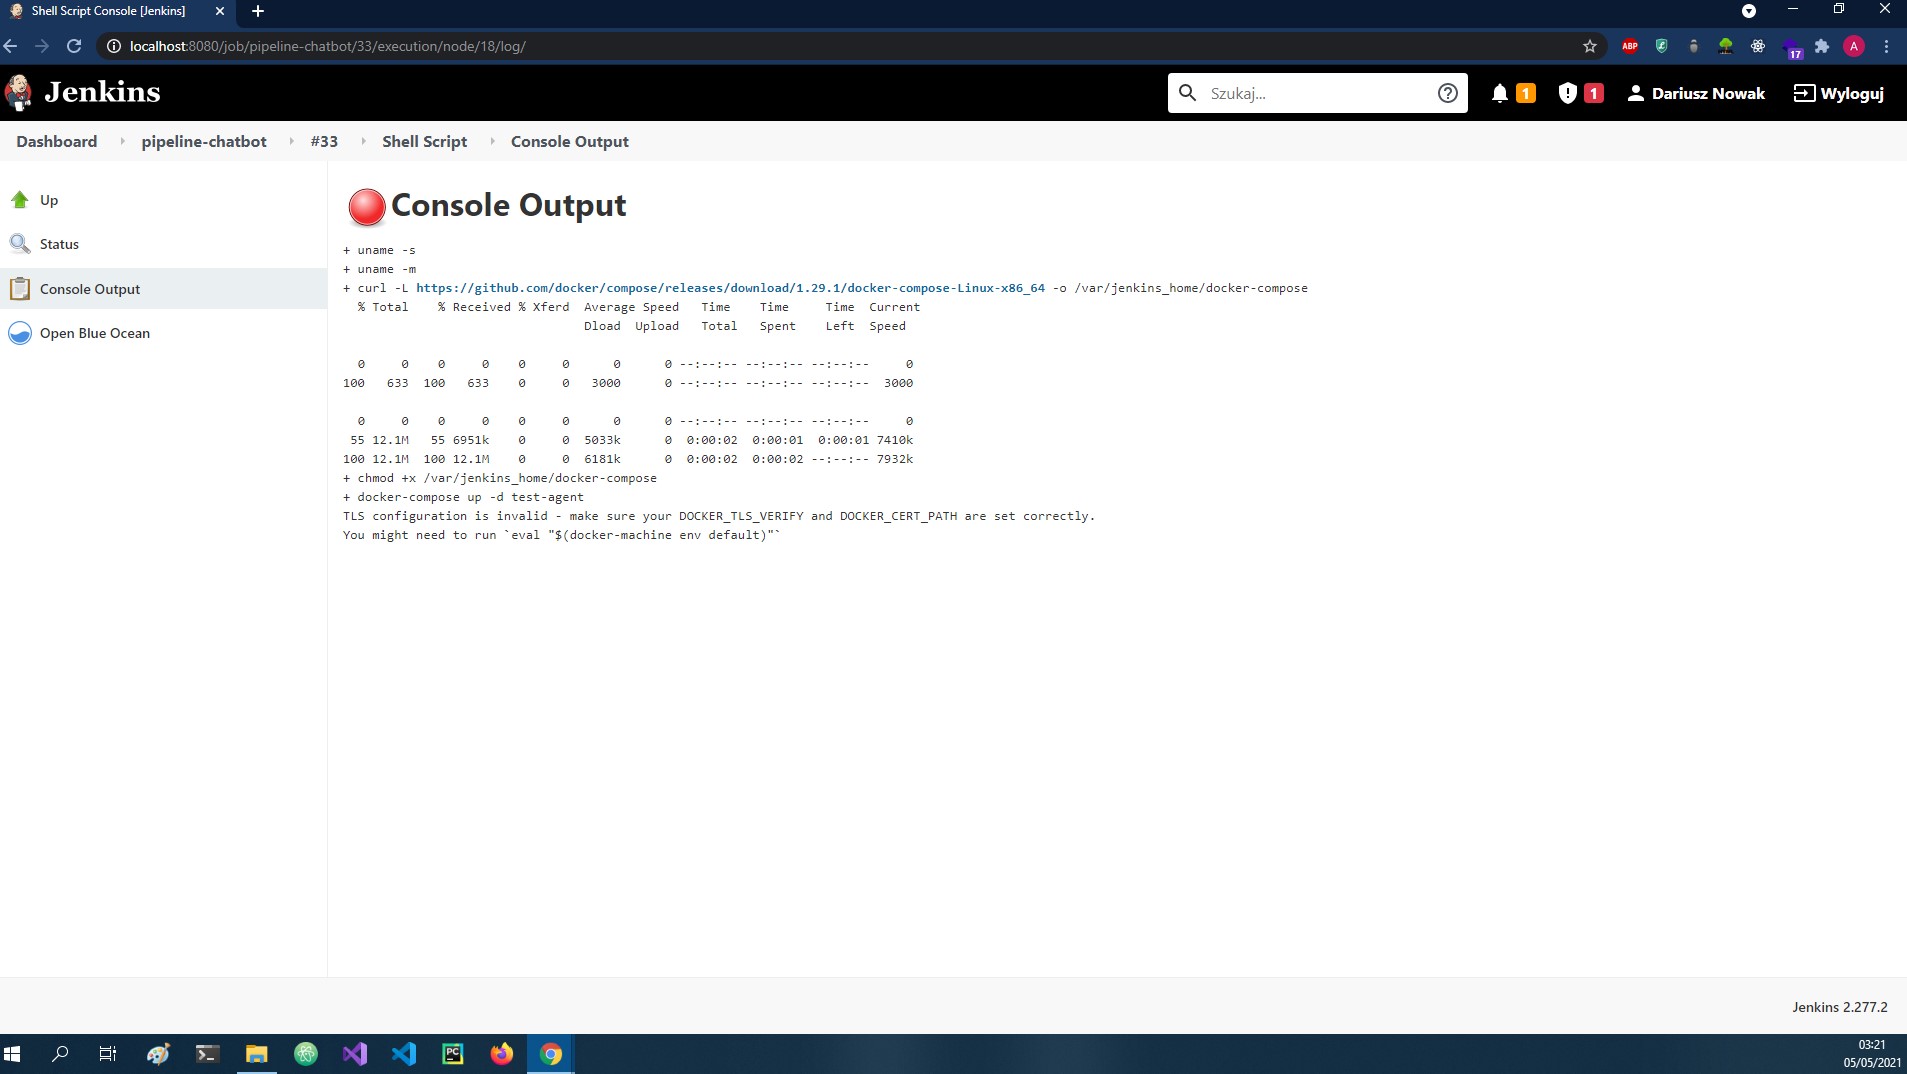 Shell Script Console [Jenkins]
localhost:8080/job/pipeline-chatbot/33/execution/node/18/log/
ABP
17
A
Jenkins
Szukaj...
1
1
Dariusz Nowak
Wyloguj
Dashboard pipeline-chatbot #33 Shell Script Console Output
Up
Status
Console Output
Open Blue Ocean
Console Output
+ uname -s
+ uname -m
+ curl -L https://github.com/docker/compose/releases/download/1.29.1/docker-compose-Linux-x86_64 -o /var/jenkins_home/docker-compose
  % Total    % Received % Xferd  Average Speed   Time    Time     Time  Current
                                 Dload  Upload   Total   Spent    Left  Speed
  0     0    0     0    0     0      0      0 --:--:-- --:--:-- --:--:--     0
100   633  100   633    0     0   3000      0 --:--:-- --:--:-- --:--:--  3000
  0     0    0     0    0     0      0      0 --:--:-- --:--:-- --:--:--     0
 55 12.1M   55 6951k    0     0  5033k      0  0:00:02  0:00:01  0:00:01 7410k
100 12.1M  100 12.1M    0     0  6181k      0  0:00:02  0:00:02 --:--:-- 7932k
+ chmod +x /var/jenkins_home/docker-compose
+ docker-compose up -d test-agent
TLS configuration is invalid - make sure your DOCKER_TLS_VERIFY and DOCKER_CERT_PATH are set correctly.
You might need to run `eval "$(docker-machine env default)"`
Jenkins 2.277.2
PC
03:21
05/05/2021